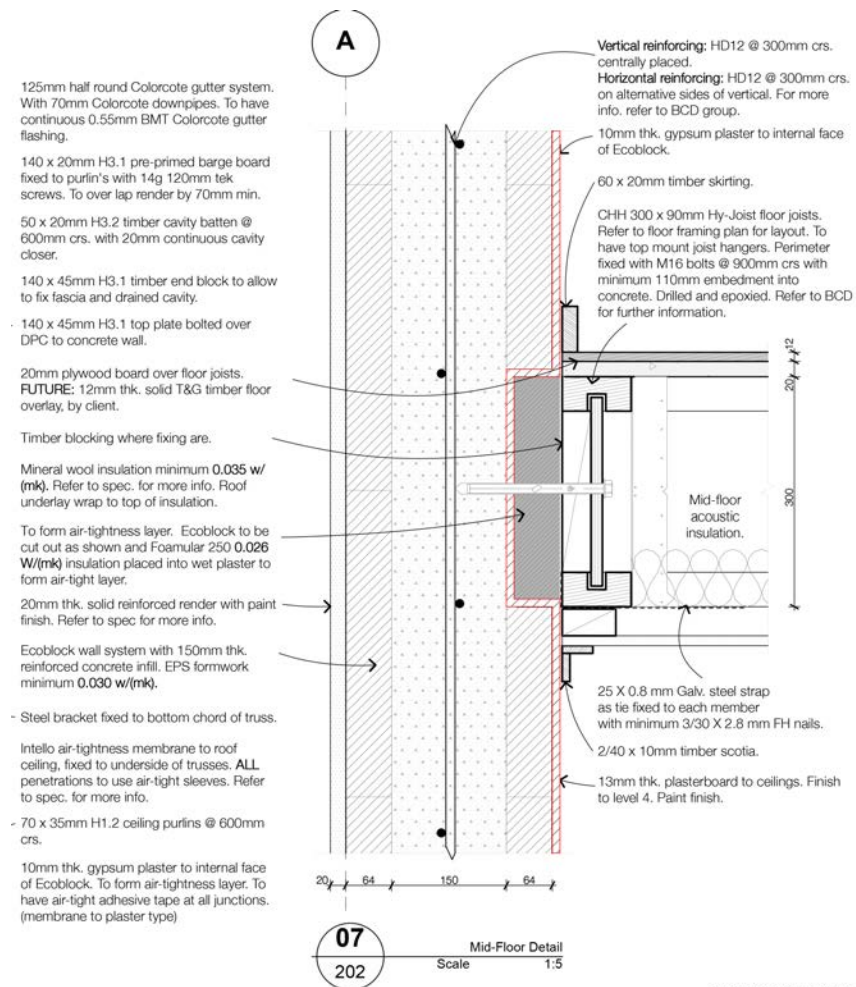 A
125mm half round Colorcote gutter system.
With 70mm Colorcote downpipes. To have
continuous 0.55mm BMT Colorcote gutter
flashing.
140 x 20mm H3.1 pre-primed barge board
fixed to purlin's with 14g 120mm tek
screws. To over lap render by 70mm min.
50 x 20mm H3.2 timber cavity batten @
600mm crs. with 20mm continuous cavity
closer.
140 x 45mm H3.1 timber end block to allow
to fix fascia and drained cavity.
140 x 45mm H3.1 top plate bolted over
DPC to concrete wall.
20mm plywood board over floor joists.
FUTURE: 12mm thk. solid T&G timber floor
overlay, by client.
Timber blocking where fixing are.
Mineral wool insulation minimum 0.035 w/
(mk). Refer to spec. for more info. Roof
underlay wrap to top of insulation.
To form air-tightness layer. Ecoblock to be
cut out as shown and Foamular 250 0.026
W/(mk) insulation placed into wet plaster to
form air-tight layer.
20mm thk. solid reinforced render with paint
finish. Refer to spec for more info.
Ecoblock wall system with 150mm thk.
reinforced concrete infill. EPS formwork
minimum 0.030 w/(mk).
Steel bracket fixed to bottom chord of truss.
Intello air-tightness membrane to roof
ceiling, fixed to underside of trusses. ALL
penetrations to use air-tight sleeves. Refer
to spec. for more info.
70 x 35mm H1.2 ceiling purlins @ 600mm
crs.
10mm thk. gypsum plaster to internal face
of Ecoblock. To form air-tightness layer. To
have air-tight adhesive tape at all junctions.
(membrane to plaster type)
Vertical reinforcing: HD12 @ 300mm crs.
centrally placed.
Horizontal reinforcing: HD12 @ 300mm crs.
on alternative sides of vertical. For more
info. refer to BCD group.
10mm thk. gypsum plaster to internal face
of Ecoblock.
60 x 20mm timber skirting.
CHH 300 x 90mm Hy-Joist floor joists.
Refer to floor framing plan for layout. To
have top mount joist hangers. Perimeter
fixed with M16 bolts @ 900mm crs with
minimum 110mm embedment into
concrete. Drilled and epoxied. Refer to BCD
for further information.
12
20
300
Mid-floor
acoustic
insulation.
25 X 0.8 mm Galv. steel strap
as tie fixed to each member
with minimum 3/30 X 2.8 mm FH nails.
2/40 x 10mm timber scotia.
13mm thk. plasterboard to ceilings. Finish
to level 4. Paint finish.
20 64 150 64
07
202
Mid-Floor Detail
Scale 1:5